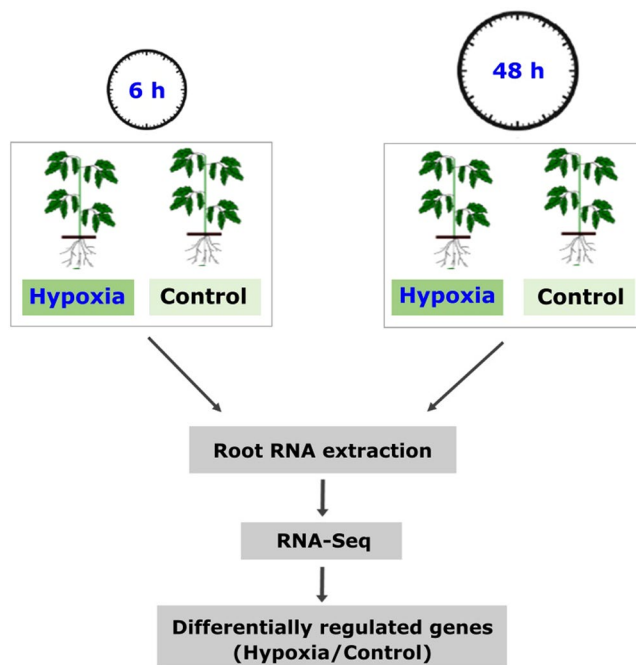 6 h
48 h
Hypoxia
Control
Hypoxia
Control
Root RNA extraction
RNA-Seq
Differentially regulated genes
(Hypoxia/Control)